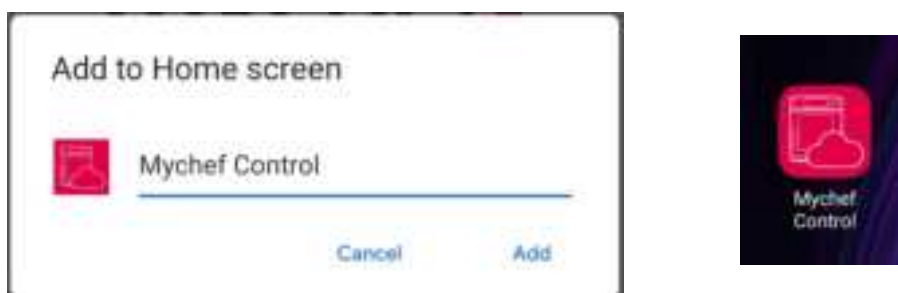 Add to Home screen
Mychef Control
Cancel
Add
Mychef
Control